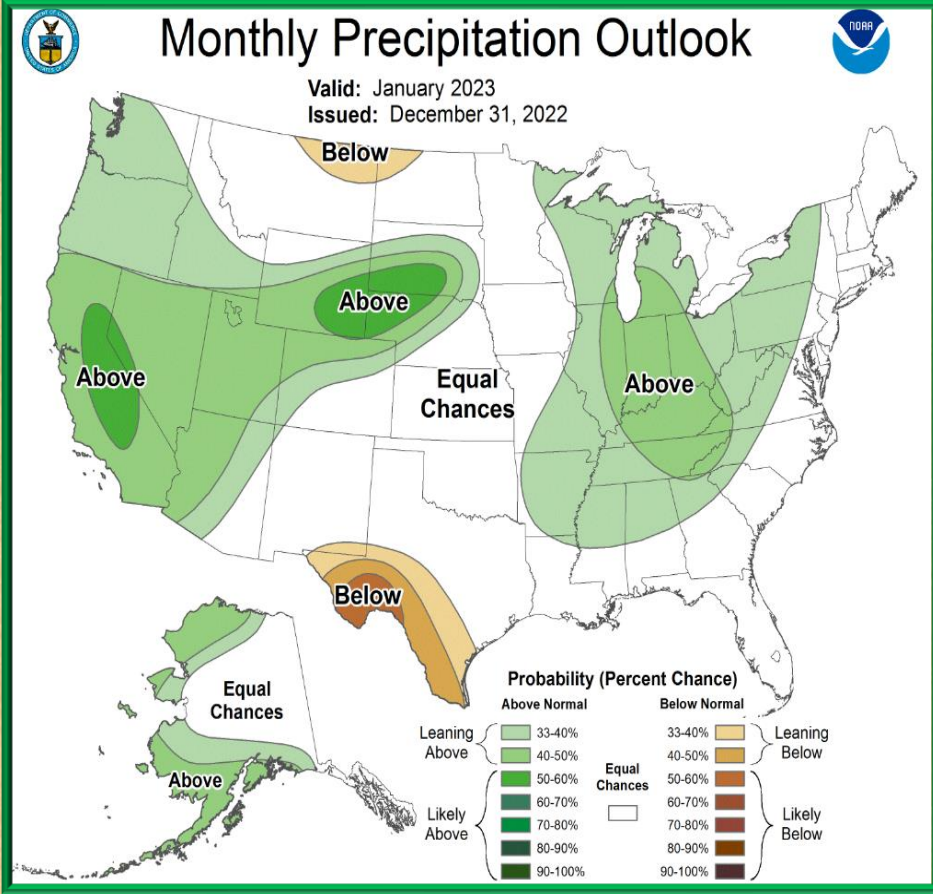 Monthly Precipitation Outlook
NOAA
Valid: January 2023
Issued: December 31, 2022
Below
Above
Above
Equal
Chances
Above
Below
Equal
Chances
Above
Probability (Percent Chance)
Above Normal
Below Normal
Leaning
Above
33-40%
40-50%
Likely
Above
50-60%
60-70%
70-80%
80-90%
90-100%
Equal
Chances
33-40%
40-50%
Leaning
Below
50-60%
60-70%
70-80%
80-90%
90-100%
Likely
Below